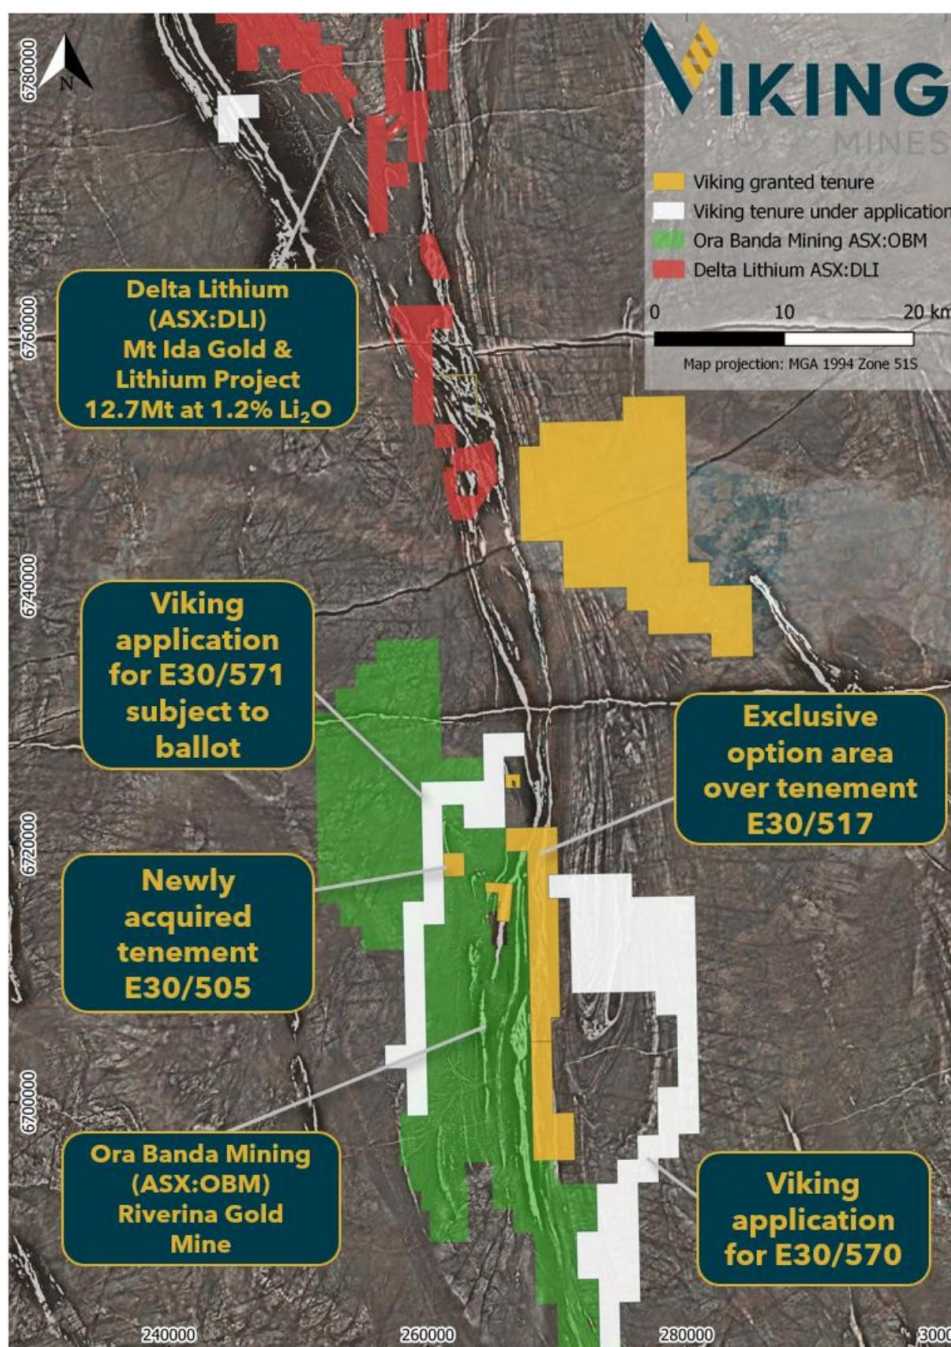 6780000
N
VIKING
MINES
Viking granted tenure
Viking tenure under application
Ora Banda Mining ASX:OBM
Delta Lithium ASX:DLI
0 10 20 km
Map projection: MGA 1994 Zone 51S
Delta Lithium
(ASX:DLI)
Mt Ida Gold &
Lithium Project
12.7Mt at 1.2% Li₂O
6760000
6740000
Viking
application
for E30/571
subject to
ballot
Exclusive
option area
over tenement
E30/517
6720000
Newly
acquired
tenement
E30/505
6700000
Ora Banda Mining
(ASX:OBM)
Riverina Gold
Mine
Viking
application
for E30/570
240000 260000 280000 3000